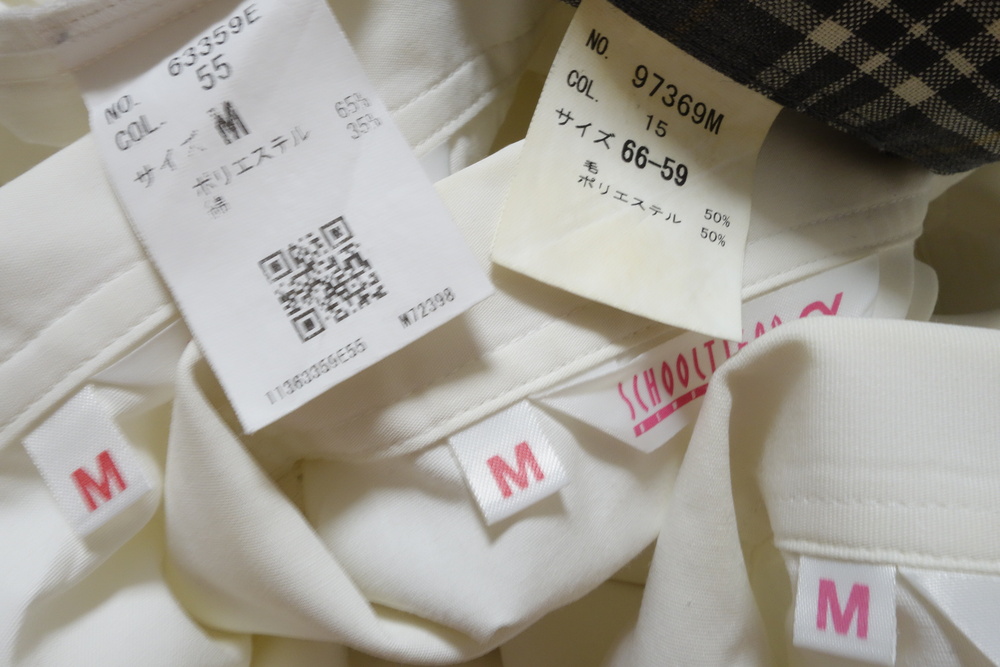 NO. 63359E
COL. 55
サイズ M
ポリエステル 65%
綿 35%
M72398
11363359E55
NO. 97369M
COL. 15
サイズ 66-59
毛 50%
ポリエステル 50%
M
M
M